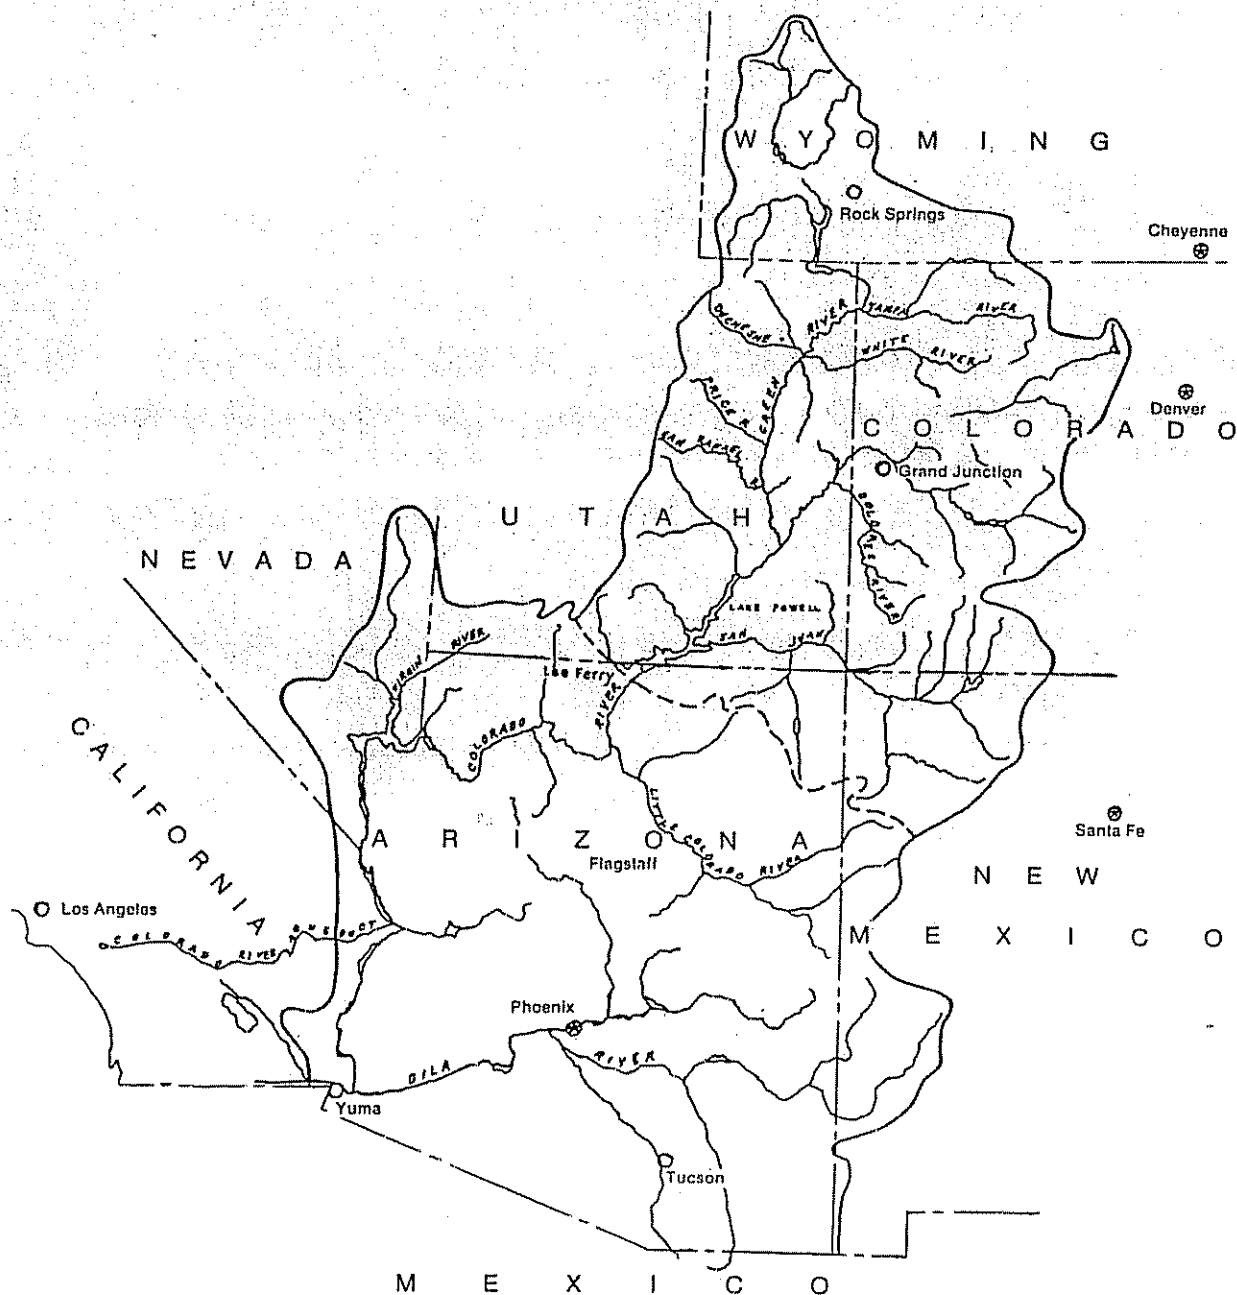 WYOMING
Rock Springs
Cheyenne
DUCHESNE
RIVER
YAMPA RIVER
WHITE RIVER
GREEN
PRICE R
SAN RAFAEL R
Denver
COLORADO
Grand Junction
UTAH
NEVADA
DOLORES RIVER
LAKE POWELL
SAN JUAN
VIRGIN RIVER
Lee Ferry
RIVER
COLORADO
CALIFORNIA
LITTLE COLORADO RIVER
ARIZONA
Flagstaff
Santa Fe
NEW
MEXICO
Los Angeles
COLORADO RIVER AQUEDUCT
Phoenix
GILA RIVER
Yuma
Tucson
MEXICO